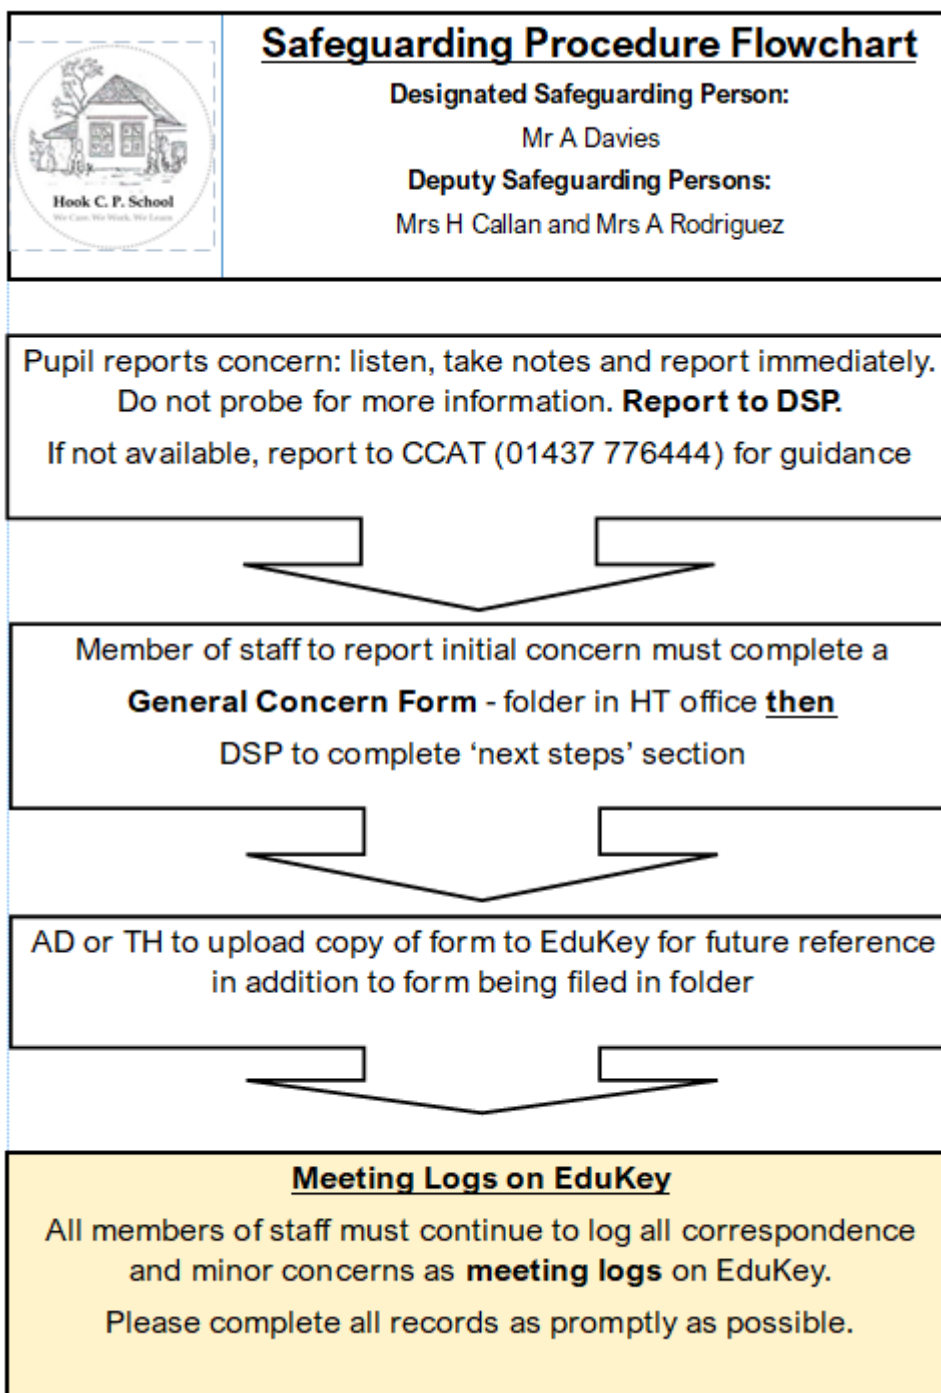 Safeguarding Procedure Flowchart
Designated Safeguarding Person:
Mr A Davies
Deputy Safeguarding Persons:
Mrs H Callan and Mrs A Rodriguez
Hook C. P. School
We Care. We Work. We Learn
Pupil reports concern: listen, take notes and report immediately.
Do not probe for more information. Report to DSP.
If not available, report to CCAT (01437 776444) for guidance
Member of staff to report initial concern must complete a
General Concern Form - folder in HT office then
DSP to complete ‘next steps’ section
AD or TH to upload copy of form to EduKey for future reference
in addition to form being filed in folder
Meeting Logs on EduKey
All members of staff must continue to log all correspondence
and minor concerns as meeting logs on EduKey.
Please complete all records as promptly as possible.